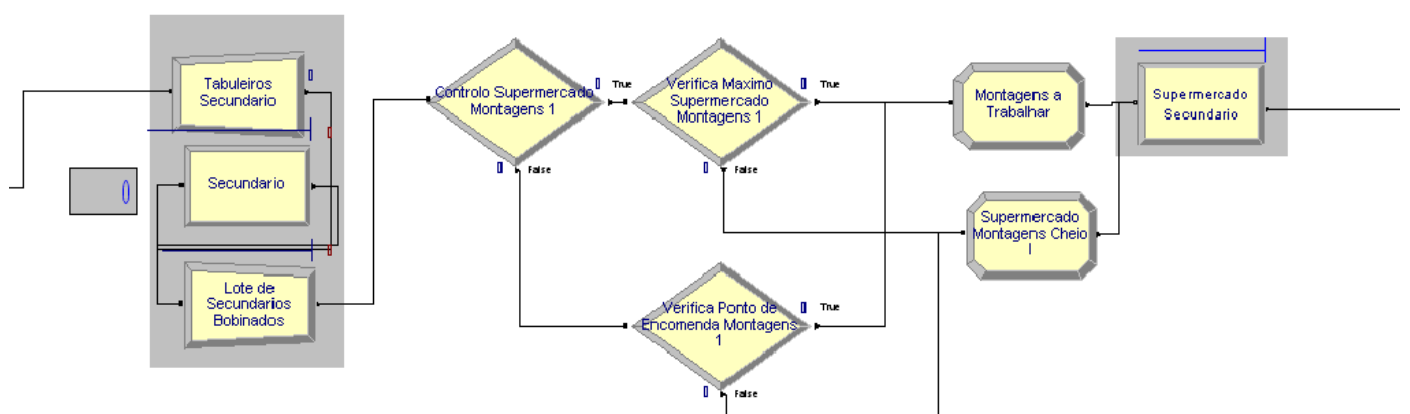 Tabuleiros
Secundario
Secundario
Lote de
Secundarios
Bobinados
Controlo Supermercado
Montagens 1
True
False
Verifica Maximo
Supermercado
Montagens 1
True
False
Verifica Ponto de
Encomenda Montagens
1
True
False
Montagens a
Trabalhar
Supermercado
Montagens Cheio
I
Supermercado
Secundario
0